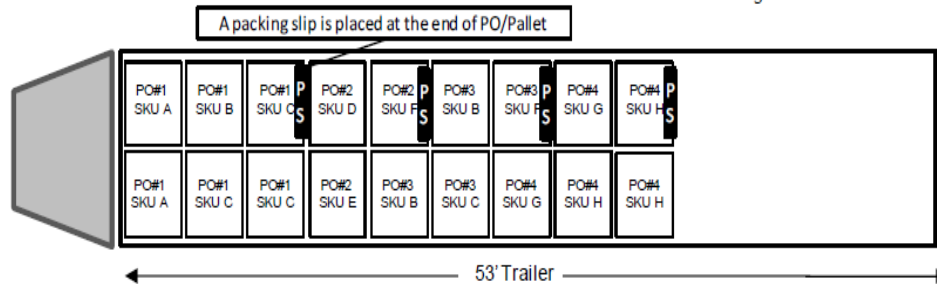 A packing slip is placed at the end of PO/Pallet
PO#1 PO#1 PO#1 P PO#2 PO#2 P PO#3 PO#3 P PO#4 PO#4 P
SKU A SKU B SKU C S SKU D SKU F S SKU B SKU F S SKU G SKU H S
PO#1 PO#1 PO#1 PO#2 PO#3 PO#3 PO#4 PO#4 PO#4
SKU A SKU C SKU C SKU E SKU B SKU C SKU G SKU H SKU H
53' Trailer